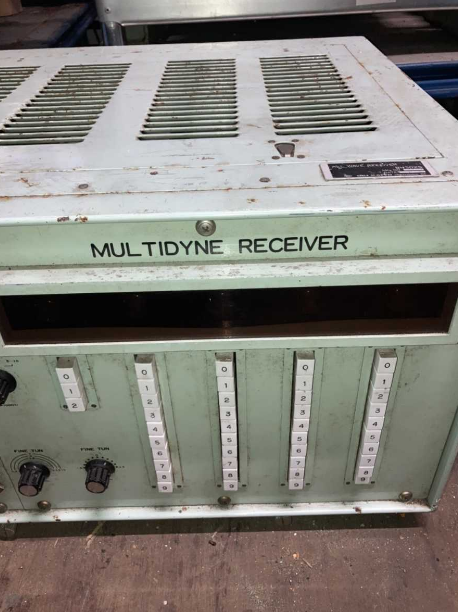 MULTIDYNE RECEIVER
MULTIDYNE RECEIVER
0 0 0 0 0
1 1 1 1 1
2 2 2 2 2
3 3 3 3
4 4 4 4
5 5 5 5
6 6 6 6
7 7 7 7
8 8 8 8
9 9 9 9
FINE TUN
FINE TUN